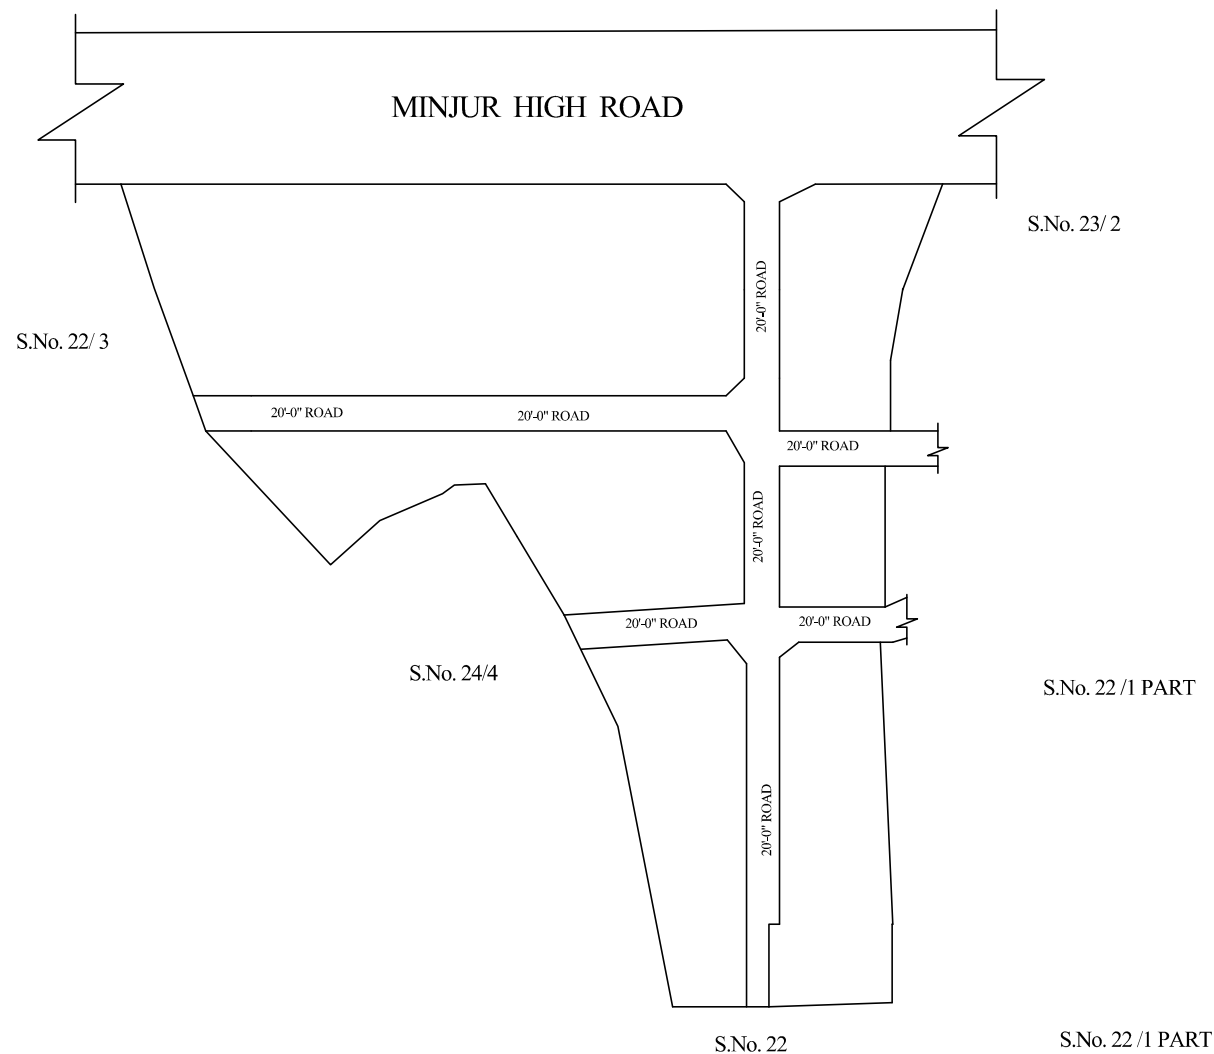 MINJUR HIGH ROAD
S.No. 23/ 2
20'-0" ROAD
S.No. 22/ 3
20'-0" ROAD
20'-0" ROAD
20'-0" ROAD
20'-0" ROAD
20'-0" ROAD
20'-0" ROAD
S.No. 24/4
S.No. 22 /1 PART
20'-0" ROAD
S.No. 22
S.No. 22 /1 PART